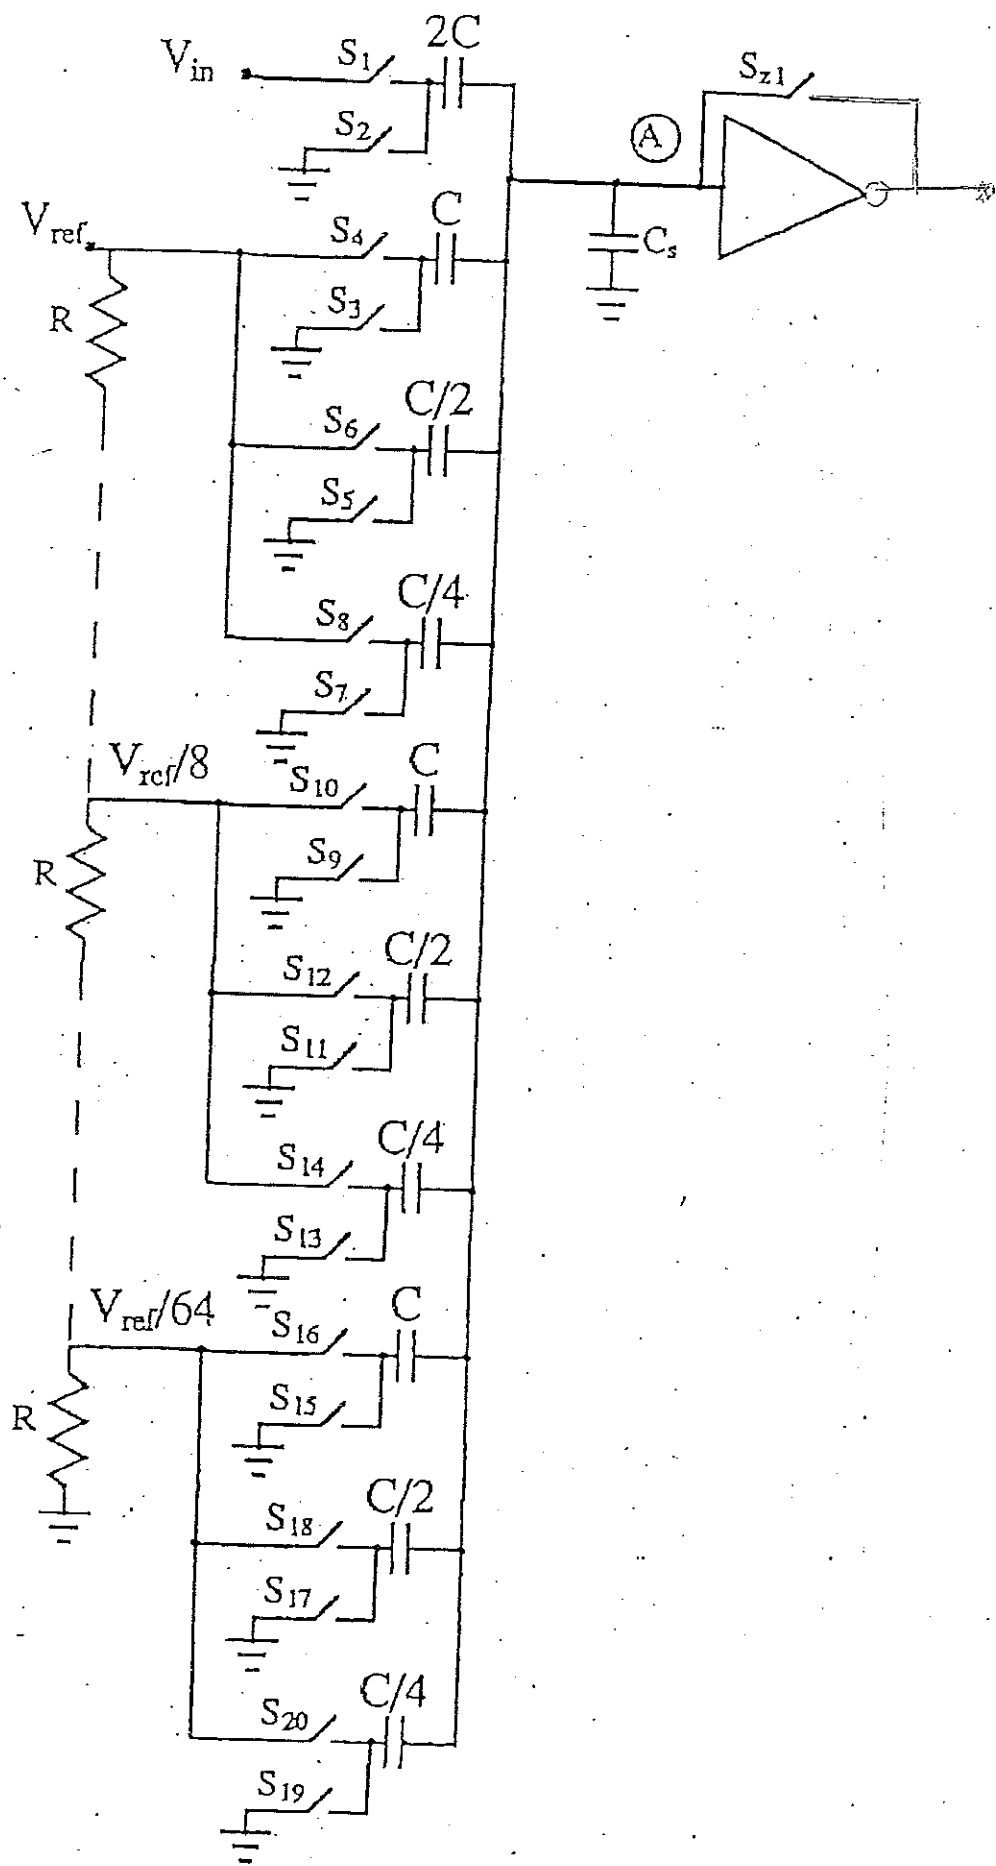 2C
V_in S_1 S_z1
S_2 A
V_ref S_4 C
C_s
R S_3
C/2
S_6
S_5
C/4
S_8
S_7
V_ref/8 C
S_10
R S_9
C/2
S_12
S_11
C/4
S_14
S_13
V_ref/64 C
S_16
R S_15
C/2
S_18
S_17
C/4
S_20
S_19